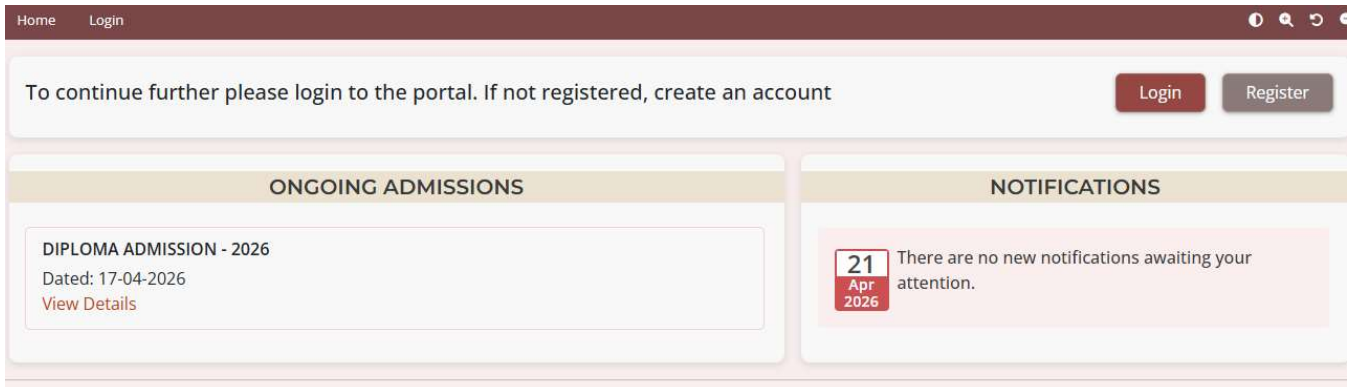 Home Login
To continue further please login to the portal. If not registered, create an account
Login Register
ONGOING ADMISSIONS
DIPLOMA ADMISSION - 2026
Dated: 17-04-2026
View Details
NOTIFICATIONS
21
Apr
2026
There are no new notifications awaiting your
attention.